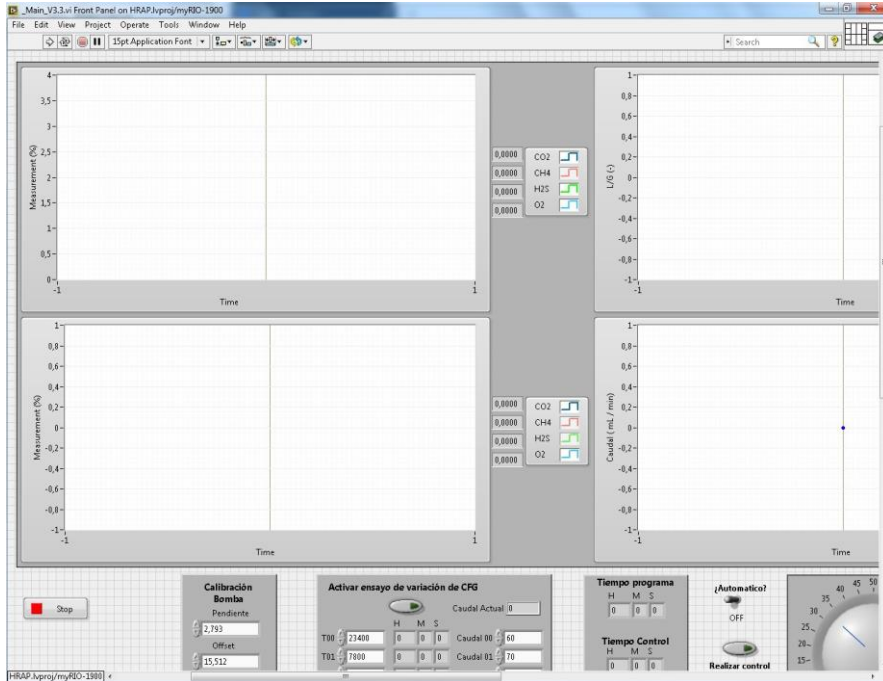 _Main_V3.3.vi Front Panel on HRAP.lvproj/myRIO-1900
File Edit View Project Operate Tools Window Help
15pt Application Font
Search
4
3,5
3
2,5
2
1,5
1
0,5
0
Measurement (%)
-1
1
Time
0,0000 CO2
0,0000 CH4
0,0000 H2S
0,0000 O2
1
0,8
0,6
0,4
0,2
0
-0,2
-0,4
-0,6
-0,8
-1
L/G (-)
-1
Time
1
0,8
0,6
0,4
0,2
0
-0,2
-0,4
-0,6
-0,8
-1
Measurement (%)
-1
1
Time
0,0000 CO2
0,0000 CH4
0,0000 H2S
0,0000 O2
1
0,8
0,6
0,4
0,2
0
-0,2
-0,4
-0,6
-0,8
-1
Caudal ( mL / min)
-1
Time
Stop
Calibración
Bomba
Pendiente
2,793
Offset
15,512
Activar ensayo de variación de CFG
Caudal Actual 0
H M S
T00 23400 0 0 0 Caudal 00 60
T01 7800 0 0 0 Caudal 01 70
Tiempo programa
H M S
0 0 0
Tiempo Control
H M S
0 0 0
¿Automatico?
OFF
Realizar control
15
20
25
30
35
40
45
50
HRAP.lvproj/myRIO-1900